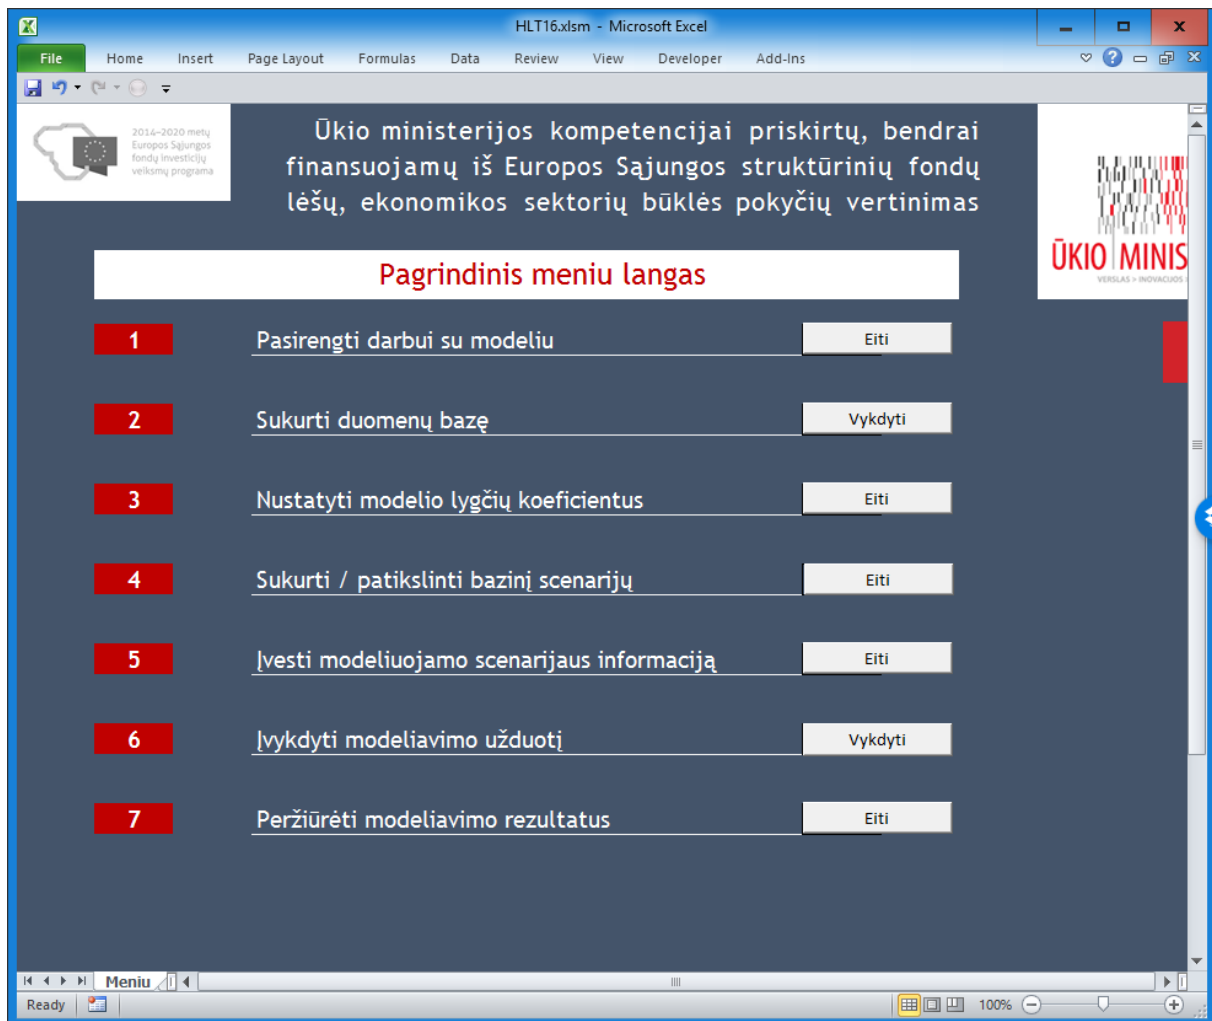 HLT16.xlsm - Microsoft Excel
File Home Insert Page Layout Formulas Data Review View Developer Add-Ins
2014–2020 metų
Europos Sąjungos
fondų investicijų
veiksmų programa
Ūkio ministerijos kompetencijai priskirtų, bendrai
finansuojamų iš Europos Sąjungos struktūrinių fondų
lėšų, ekonomikos sektorių būklės pokyčių vertinimas
ŪKIO MINIS
VERSLAS > INOVACIJOS
Pagrindinis meniu langas
1 Pasirengti darbui su modeliu Eiti
2 Sukurti duomenų bazę Vykdyti
3 Nustatyti modelio lygčių koeficientus Eiti
4 Sukurti / patikslinti bazinį scenarijų Eiti
5 Įvesti modeliuojamo scenarijaus informaciją Eiti
6 Įvykdyti modeliavimo užduotį Vykdyti
7 Peržiūrėti modeliavimo rezultatus Eiti
Meniu
Ready 100%